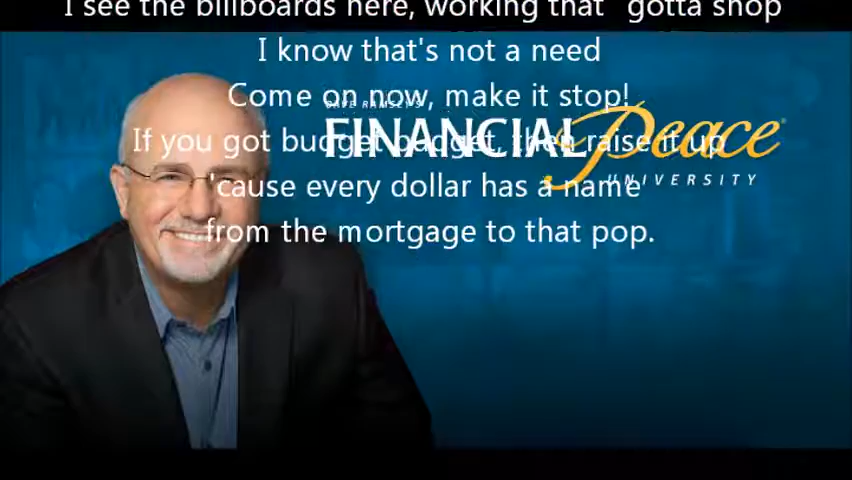 I see the billboards here, working that "gotta shop"
I know that's not a need
Come on now, make it stop!
DAVE RAMSEY'S
If you got budget budget, then raise it up
FINANCIAL Peace
'cause every dollar has a name
UNIVERSITY
from the mortgage to that pop.